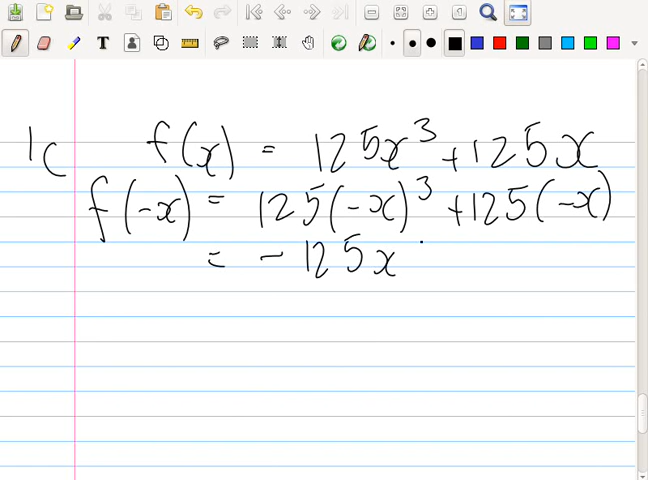 1c f(x) = 125x³ + 125x
f(-x) = 125(-x)³ + 125(-x)
= - 125x